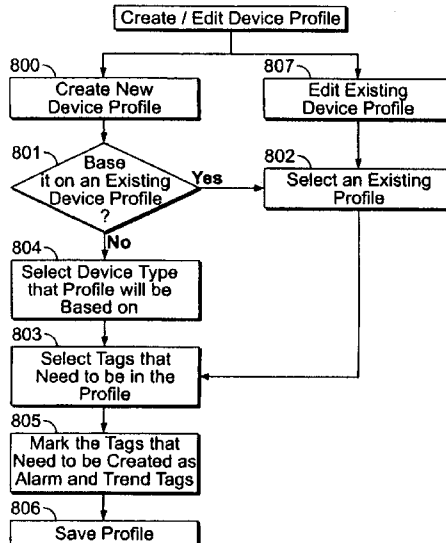 Create / Edit Device Profile
800
Create New
Device Profile
807
Edit Existing
Device Profile
801
Base
it on an Existing
Device Profile
?
Yes
No
802
Select an Existing
Profile
804
Select Device Type
that Profile will be
Based on
803
Select Tags that
Need to be in the
Profile
805
Mark the Tags that
Need to be Created as
Alarm and Trend Tags
806
Save Profile